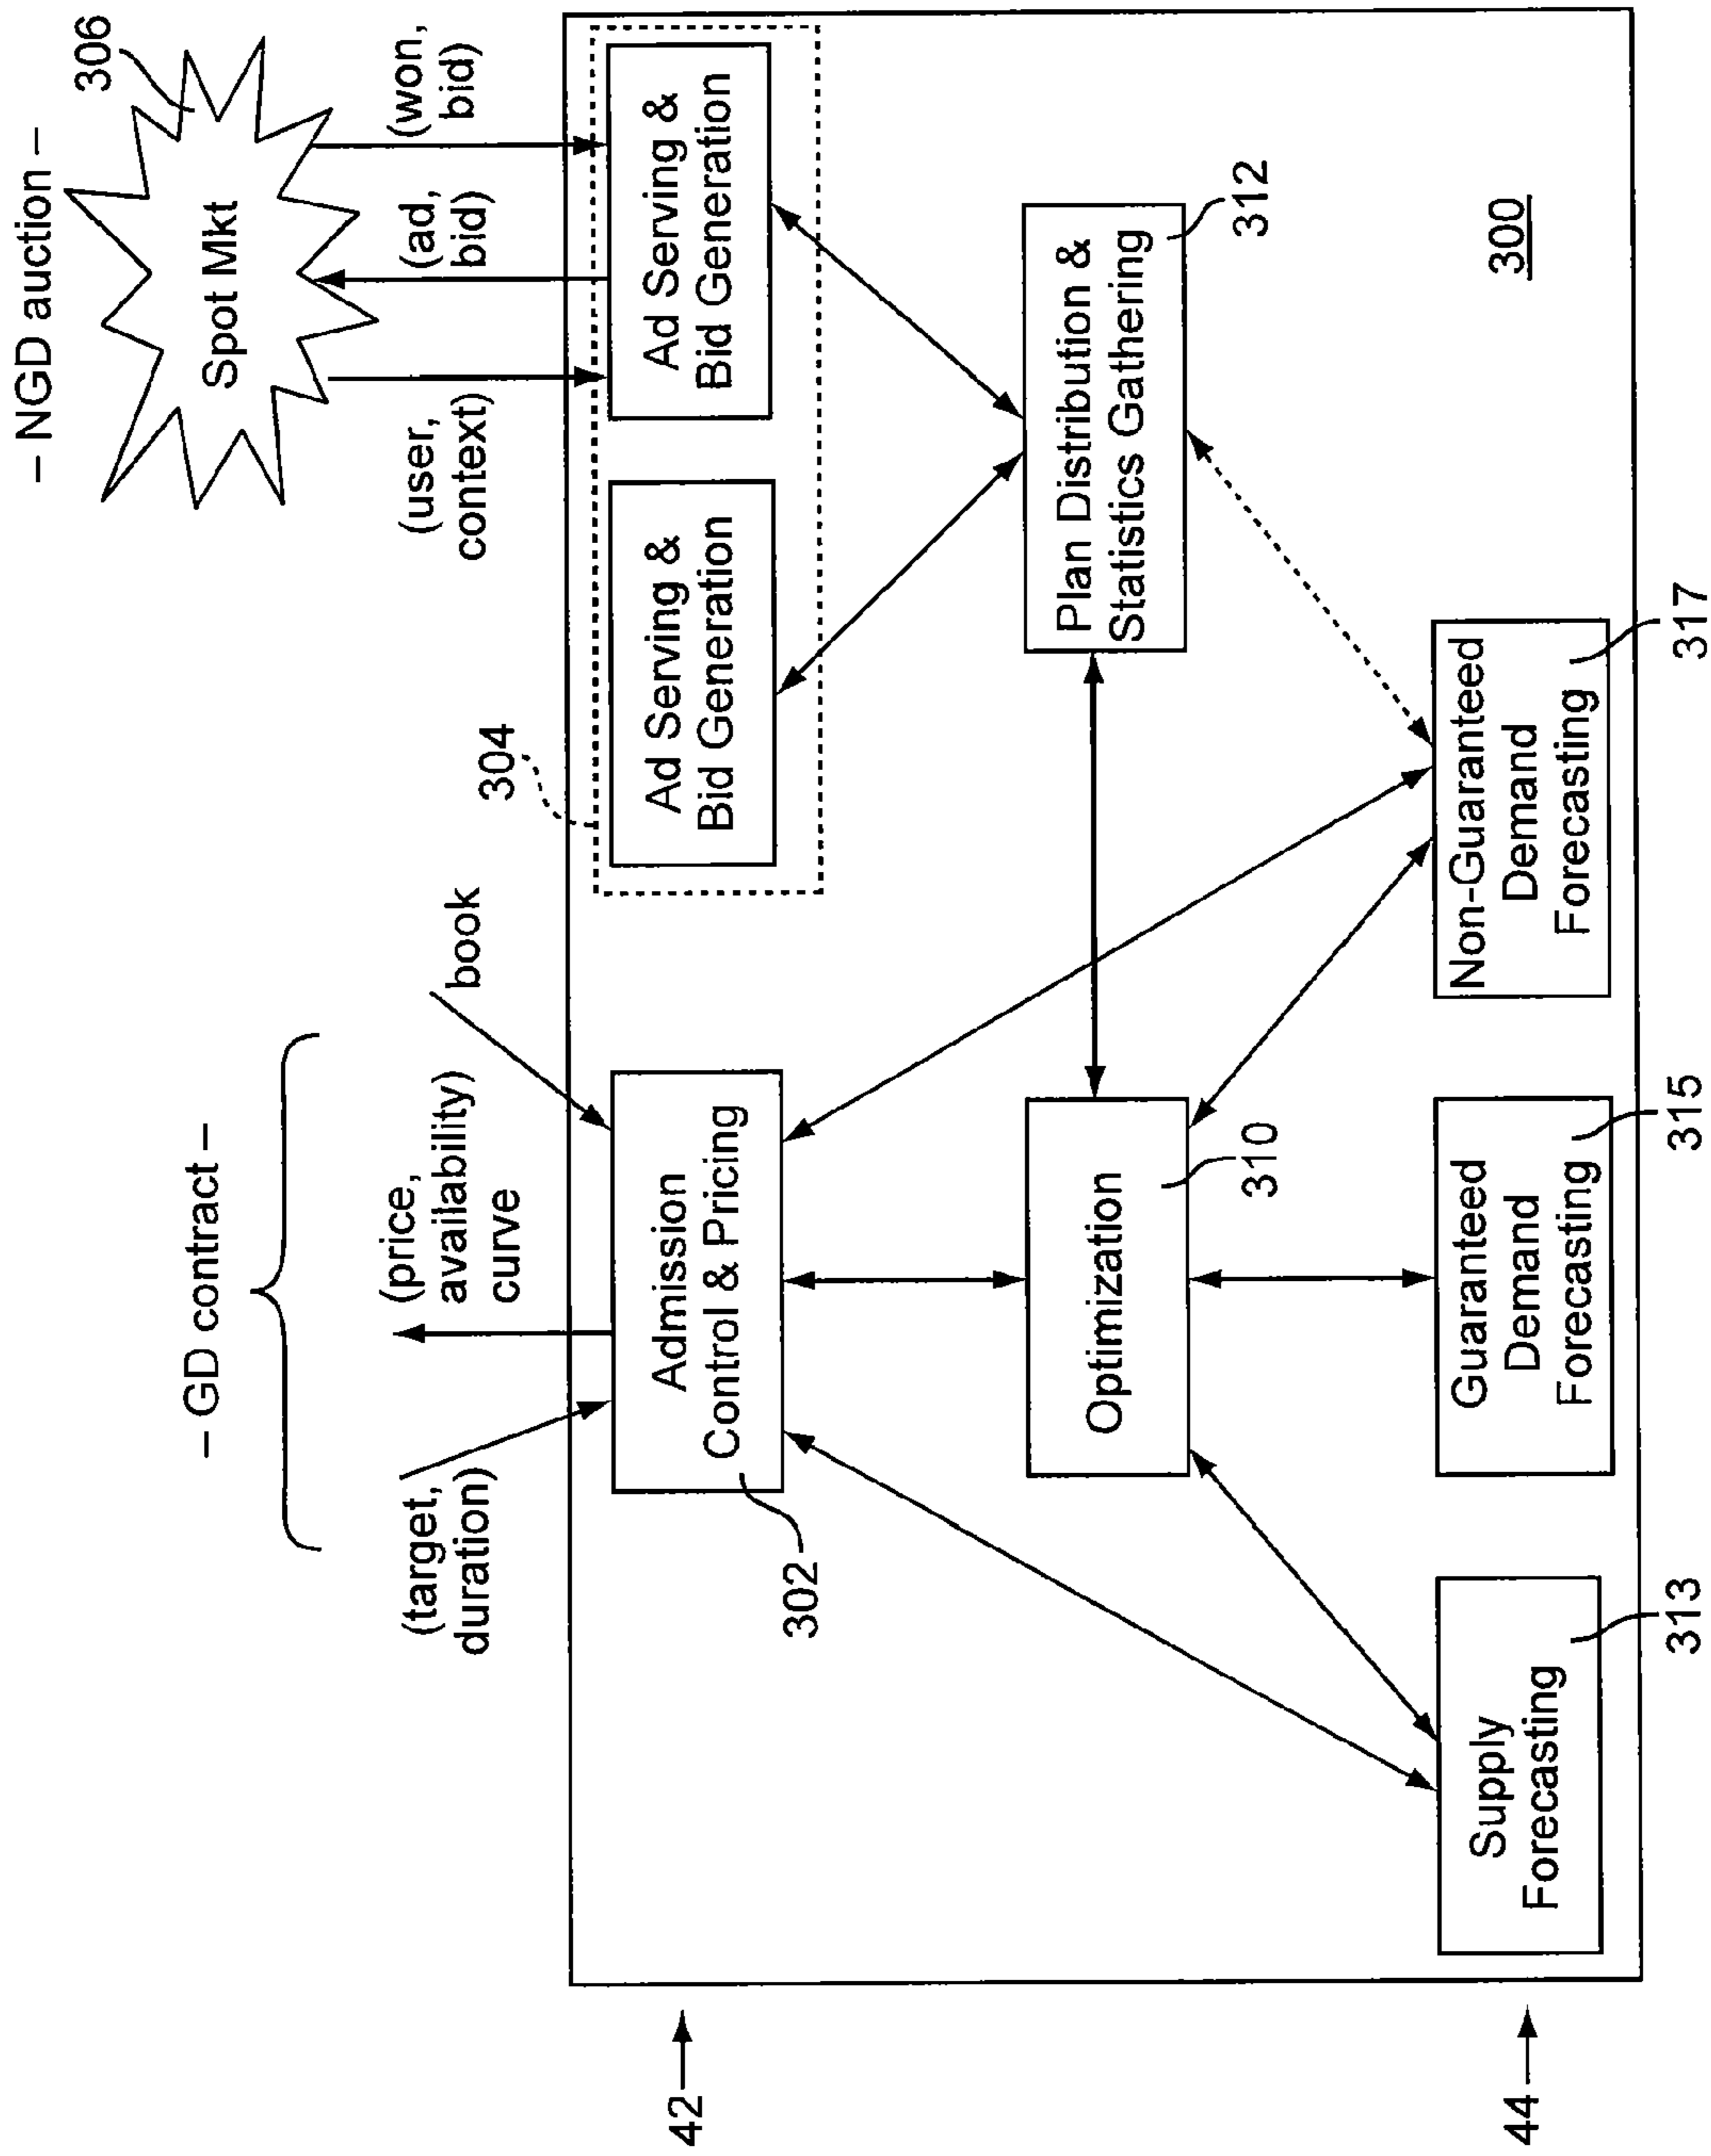 – GD contract –
– NGD auction –
306
Spot Mkt
(target,
duration)
(price,
availability)
curve
book
(user,
context)
(ad,
bid)
(won,
bid)
304
42
Admission
Control & Pricing
302
Ad Serving &
Bid Generation
Ad Serving &
Bid Generation
Optimization
310
Plan Distribution &
Statistics Gathering
312
44
Supply
Forecasting
313
Guaranteed
Demand
Forecasting
315
Non-Guaranteed
Demand
Forecasting
317
300